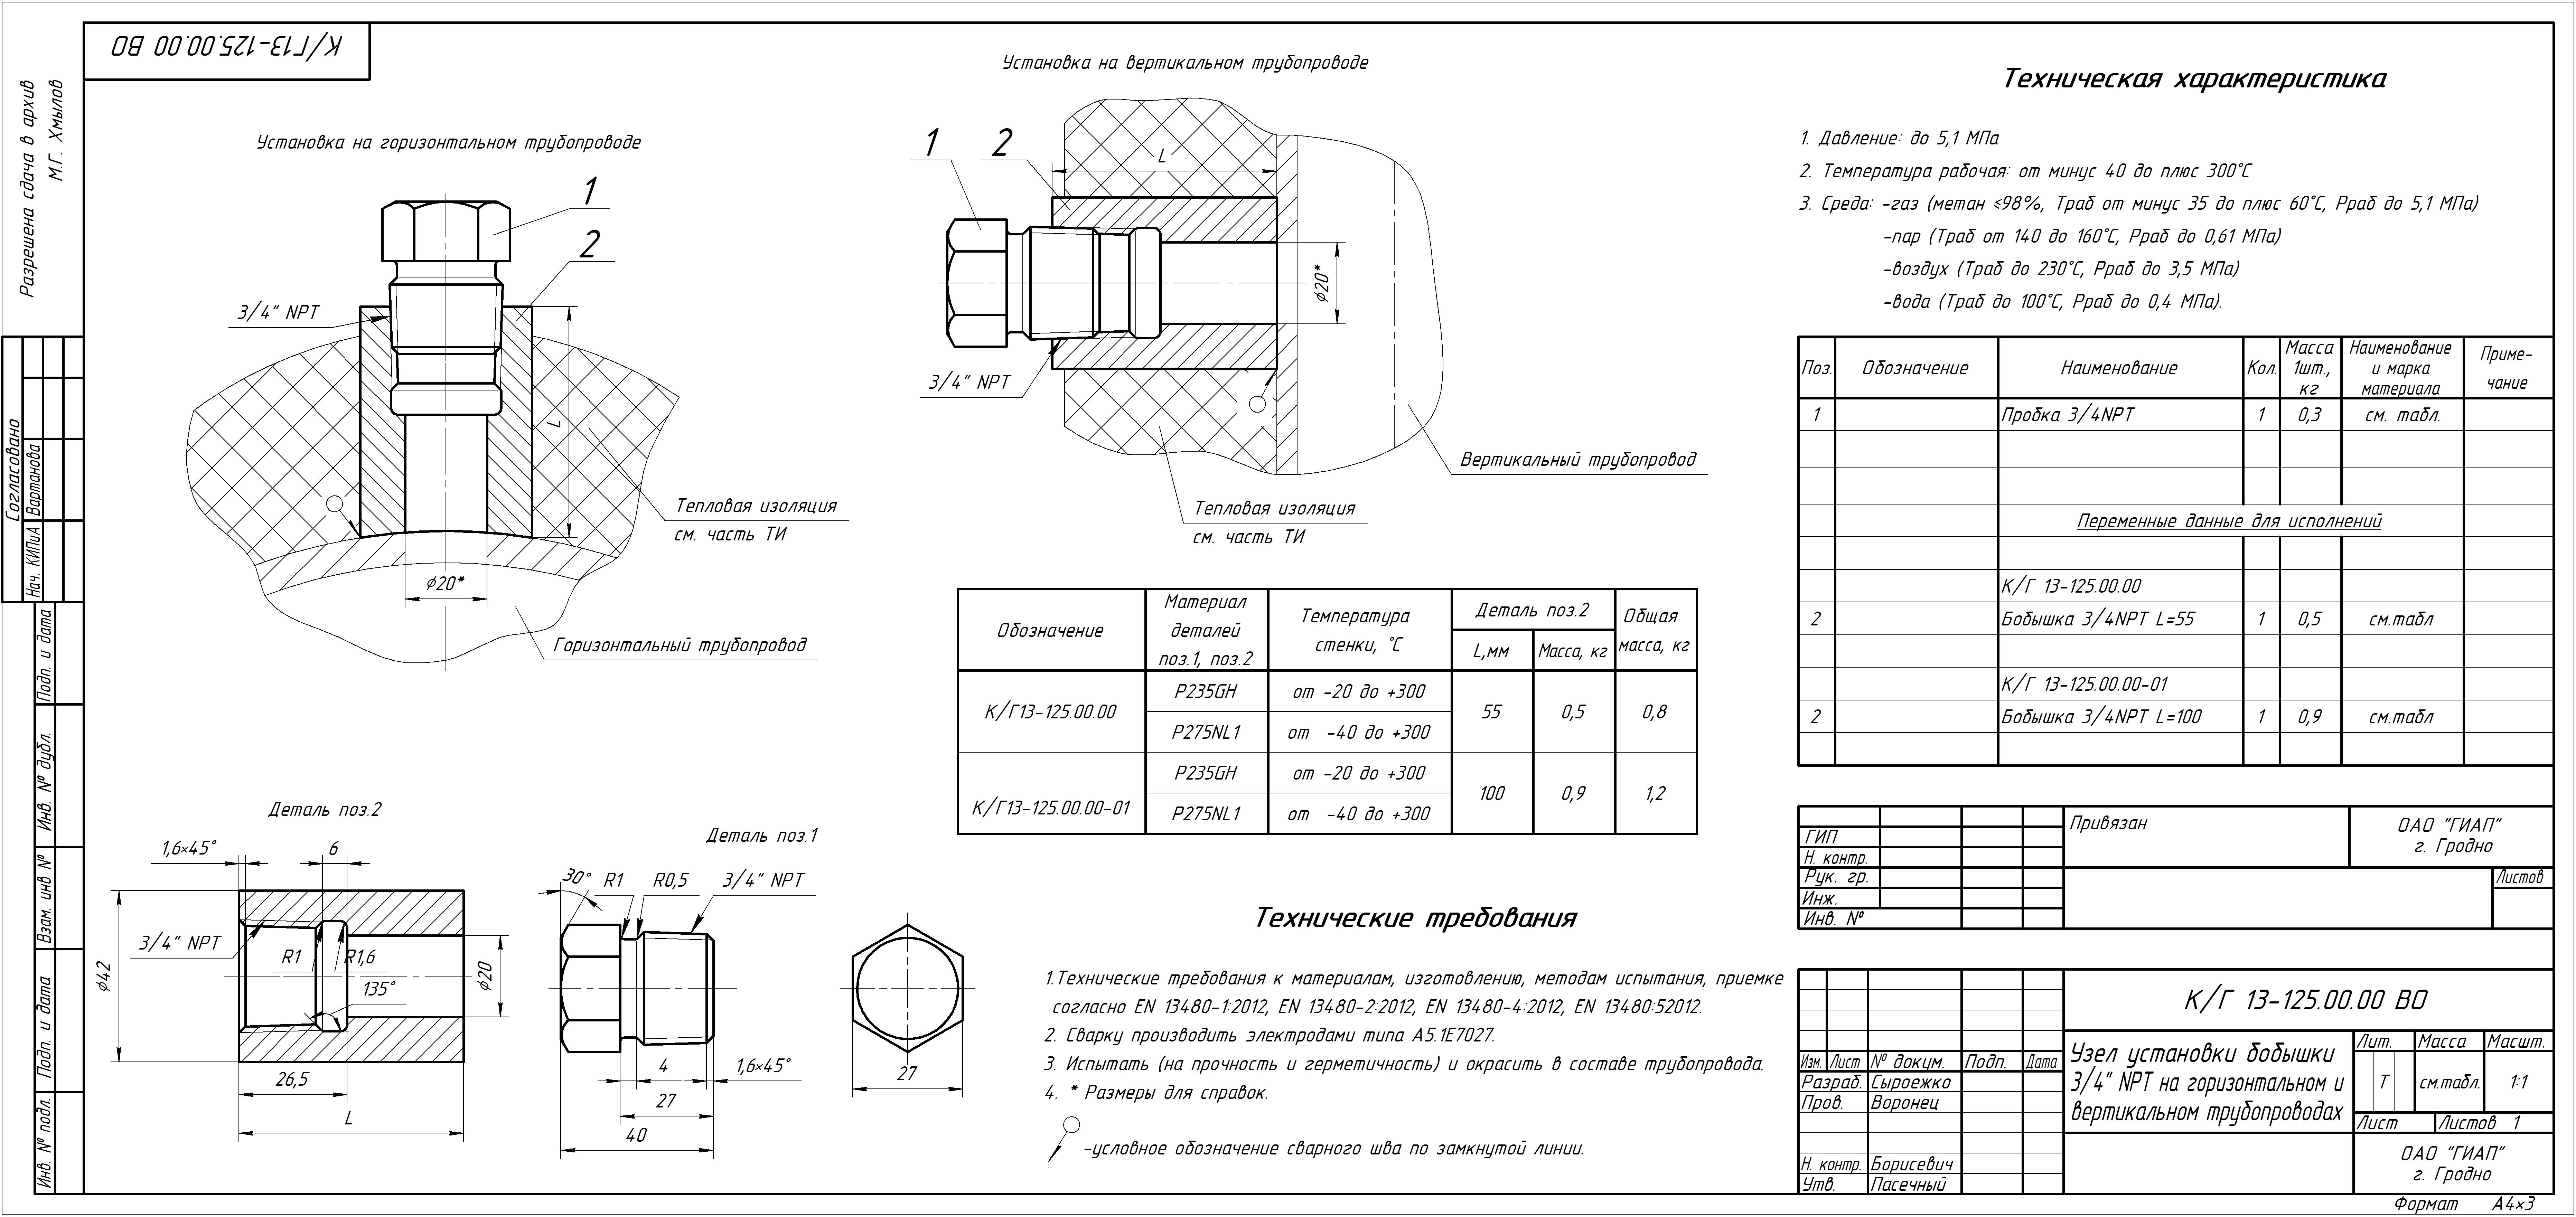 К/Г13-125.00.00 ВО
Разрешена сдача в архив
М.Г. Хмылов
Согласовано
Нач. КИПиА
Вартанова
Подп. и дата
Инв. № дубл.
Взам. инв №
Подп. и дата
Инв. № подл.
Установка на горизонтальном трубопроводе
1
2
3/4" NPT
L
Тепловая изоляция
см. часть ТИ
⌀20*
Горизонтальный трубопровод
Установка на вертикальном трубопроводе
1
2
L
⌀20*
3/4" NPT
Вертикальный трубопровод
Тепловая изоляция
см. часть ТИ
Обозначение
Материал
деталей
поз.1, поз.2
Температура
стенки, °С
Деталь поз.2
L,мм
Масса, кг
Общая
масса, кг
К/Г13-125.00.00
P235GH
от -20 до +300
P275NL1
от -40 до +300
55
0,5
0,8
К/Г13-125.00.00-01
P235GH
от -20 до +300
P275NL1
от -40 до +300
100
0,9
1,2
Деталь поз.2
1,6×45°
6
3/4" NPT
R1
R1,6
135°
⌀42
⌀20
26,5
L
Деталь поз.1
30°
R1
R0,5
3/4" NPT
4
1,6×45°
27
40
27
Технические требования
1.Технические требования к материалам, изготовлению, методам испытания, приемке
согласно EN 13480-1:2012, EN 13480-2:2012, EN 13480-4:2012, EN 13480:52012.
2. Сварку производить электродами типа А5.1Е7027.
3. Испытать (на прочность и герметичность) и окрасить в составе трубопровода.
4. * Размеры для справок.
-условное обозначение сварного шва по замкнутой линии.
Техническая характеристика
1. Давление: до 5,1 МПа
2. Температура рабочая: от минус 40 до плюс 300°С
3. Среда: -газ (метан ≤98%, Траб от минус 35 до плюс 60°С, Рраб до 5,1 МПа)
-пар (Траб от 140 до 160°С, Рраб до 0,61 МПа)
-воздух (Траб до 230°С, Рраб до 3,5 МПа)
-вода (Траб до 100°С, Рраб до 0,4 МПа).
Поз.
Обозначение
Наименование
Кол.
Масса
1шт.,
кг
Наименование
и марка
материала
Приме-
чание
1 Пробка 3/4NPT 1 0,3 см. табл.
Переменные данные для исполнений
К/Г 13-125.00.00
2 Бобышка 3/4NPT L=55 1 0,5 см.табл
К/Г 13-125.00.00-01
2 Бобышка 3/4NPT L=100 1 0,9 см.табл
ГИП
Н. контр.
Рук. гр.
Инж.
Инв. №
Привязан
ОАО "ГИАП"
г. Гродно
Листов
К/Г 13-125.00.00 ВО
Изм. Лист № докум. Подп. Дата
Разраб. Сыроежко
Пров. Воронец
Н. контр. Борисевич
Утв. Пасечный
Узел установки бобышки
3/4" NPT на горизонтальном и
вертикальном трубопроводах
Лит. Масса Масшт.
Т см.табл. 1:1
Лист Листов 1
ОАО "ГИАП"
г. Гродно
Формат А4×3